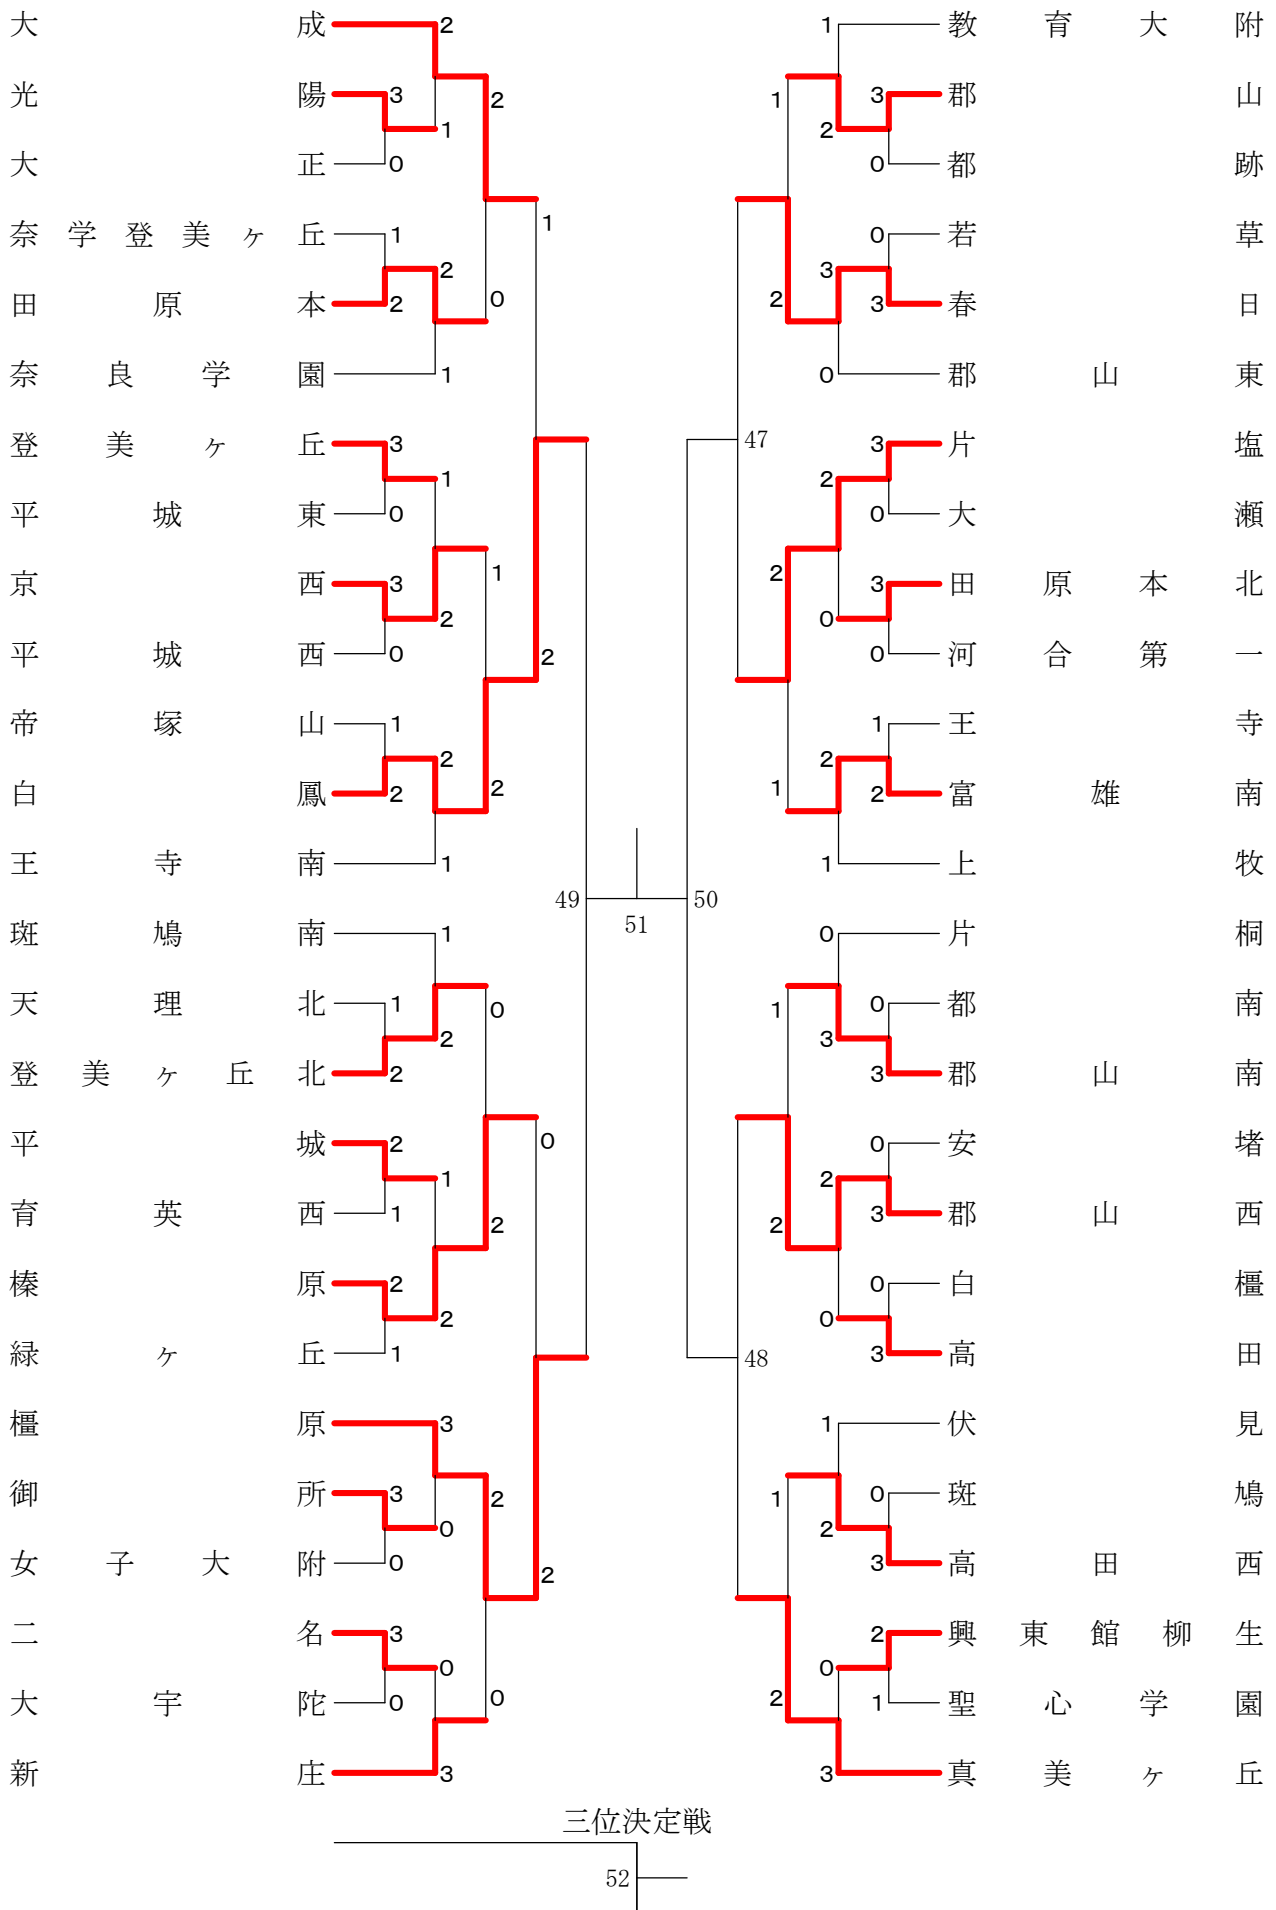 大成 2 1 教育大附
光陽 3 2 1 3 郡山
1 2
大正 0 0 都跡
1
奈学登美ヶ丘 1 0 若草
2 3
田原本 2 0 2 3 春日
奈良学園 1 0 郡山東
登美ヶ丘 3 47 3 片塩
1 2
平城東 0 0 大瀬
京西 3 1 2 3 田原本北
2 0
平城西 0 2 0 河合第一
帝塚山 1 1 王寺
2 2
白鳳 2 2 1 2 富雄南
王寺南 1 1 上牧
49 50
51
斑鳩南 1 0 片桐
天理北 1 0 1 0 都南
2 3
登美ヶ丘北 2 3 郡山南
平城 2 0 0 安堵
1 2
育英西 1 2 2 3 郡山西
榛原 2 0 白橿
2 0
緑ヶ丘 1 48 3 高田
橿原 3 1 伏見
御所 3 2 1 0 斑鳩
0 2
女子大附 0 2 3 高田西
二名 3 2 興東館柳生
0 0
大宇陀 0 0 2 1 聖心学園
新庄 3 3 真美ヶ丘
三位決定戦
52